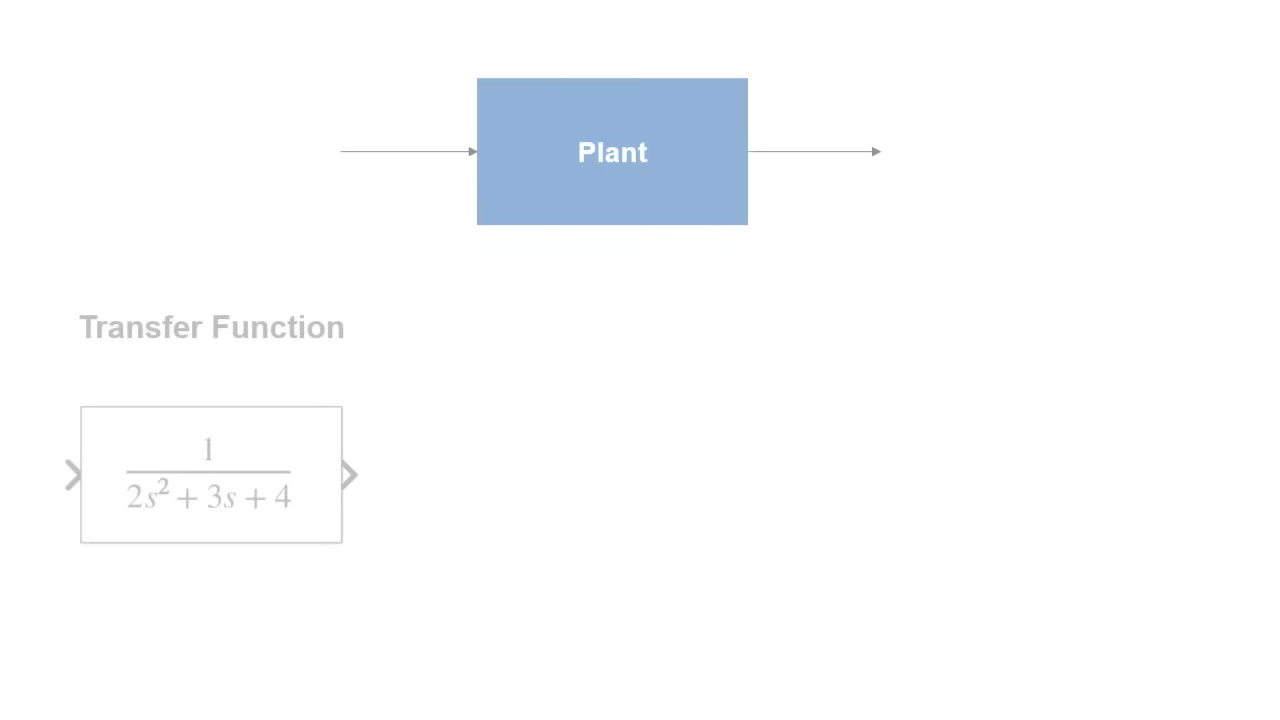 Plant
Transfer Function
1
2s² + 3s + 4